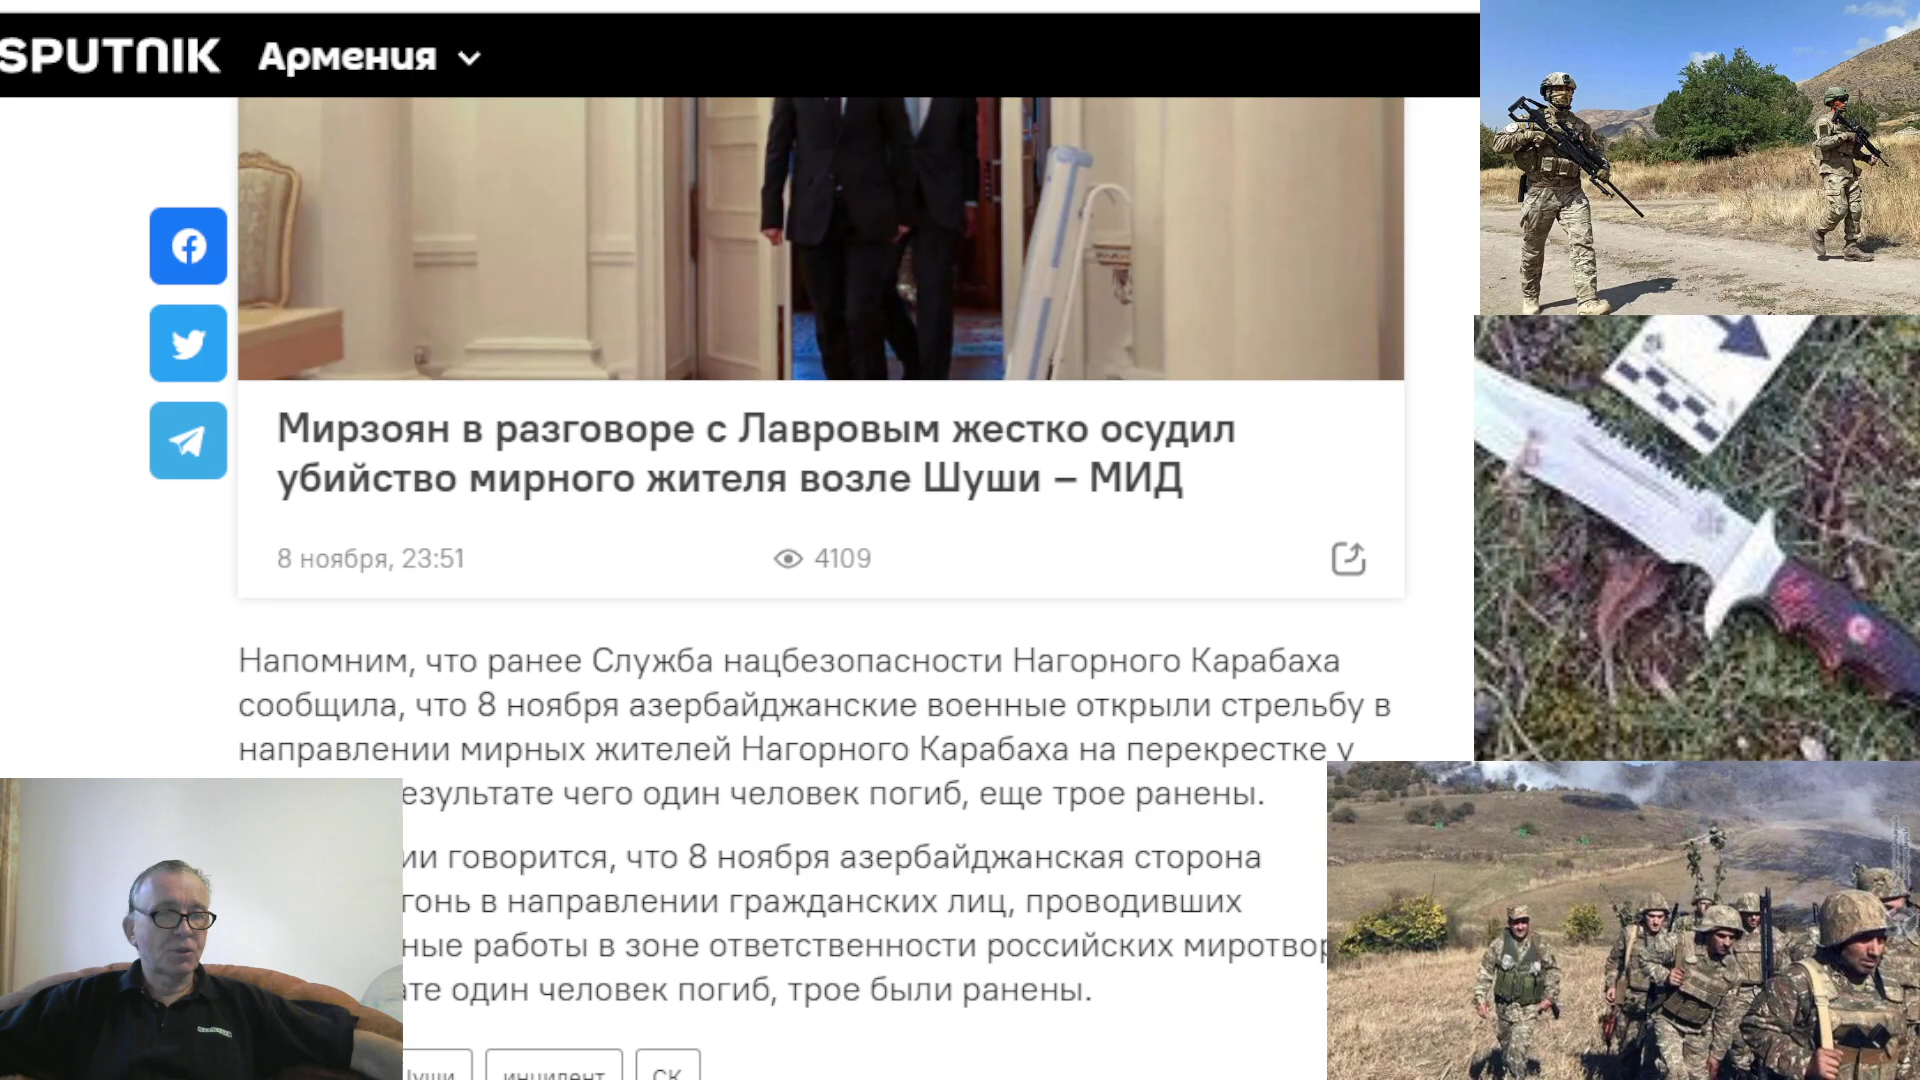 SPUTNIK Армения
Мирзоян в разговоре с Лавровым жестко осудил
убийство мирного жителя возле Шуши – МИД
8 ноября, 23:51
4109
Напомним, что ранее Служба нацбезопасности Нагорного Карабаха
сообщила, что 8 ноября азербайджанские военные открыли стрельбу в
направлении мирных жителей Нагорного Карабаха на перекрестке у
езультате чего один человек погиб, еще трое ранены.
ии говорится, что 8 ноября азербайджанская сторона
гонь в направлении гражданских лиц, проводивших
ные работы в зоне ответственности российских миротвор
те один человек погиб, трое были ранены.
уши инцидент СК